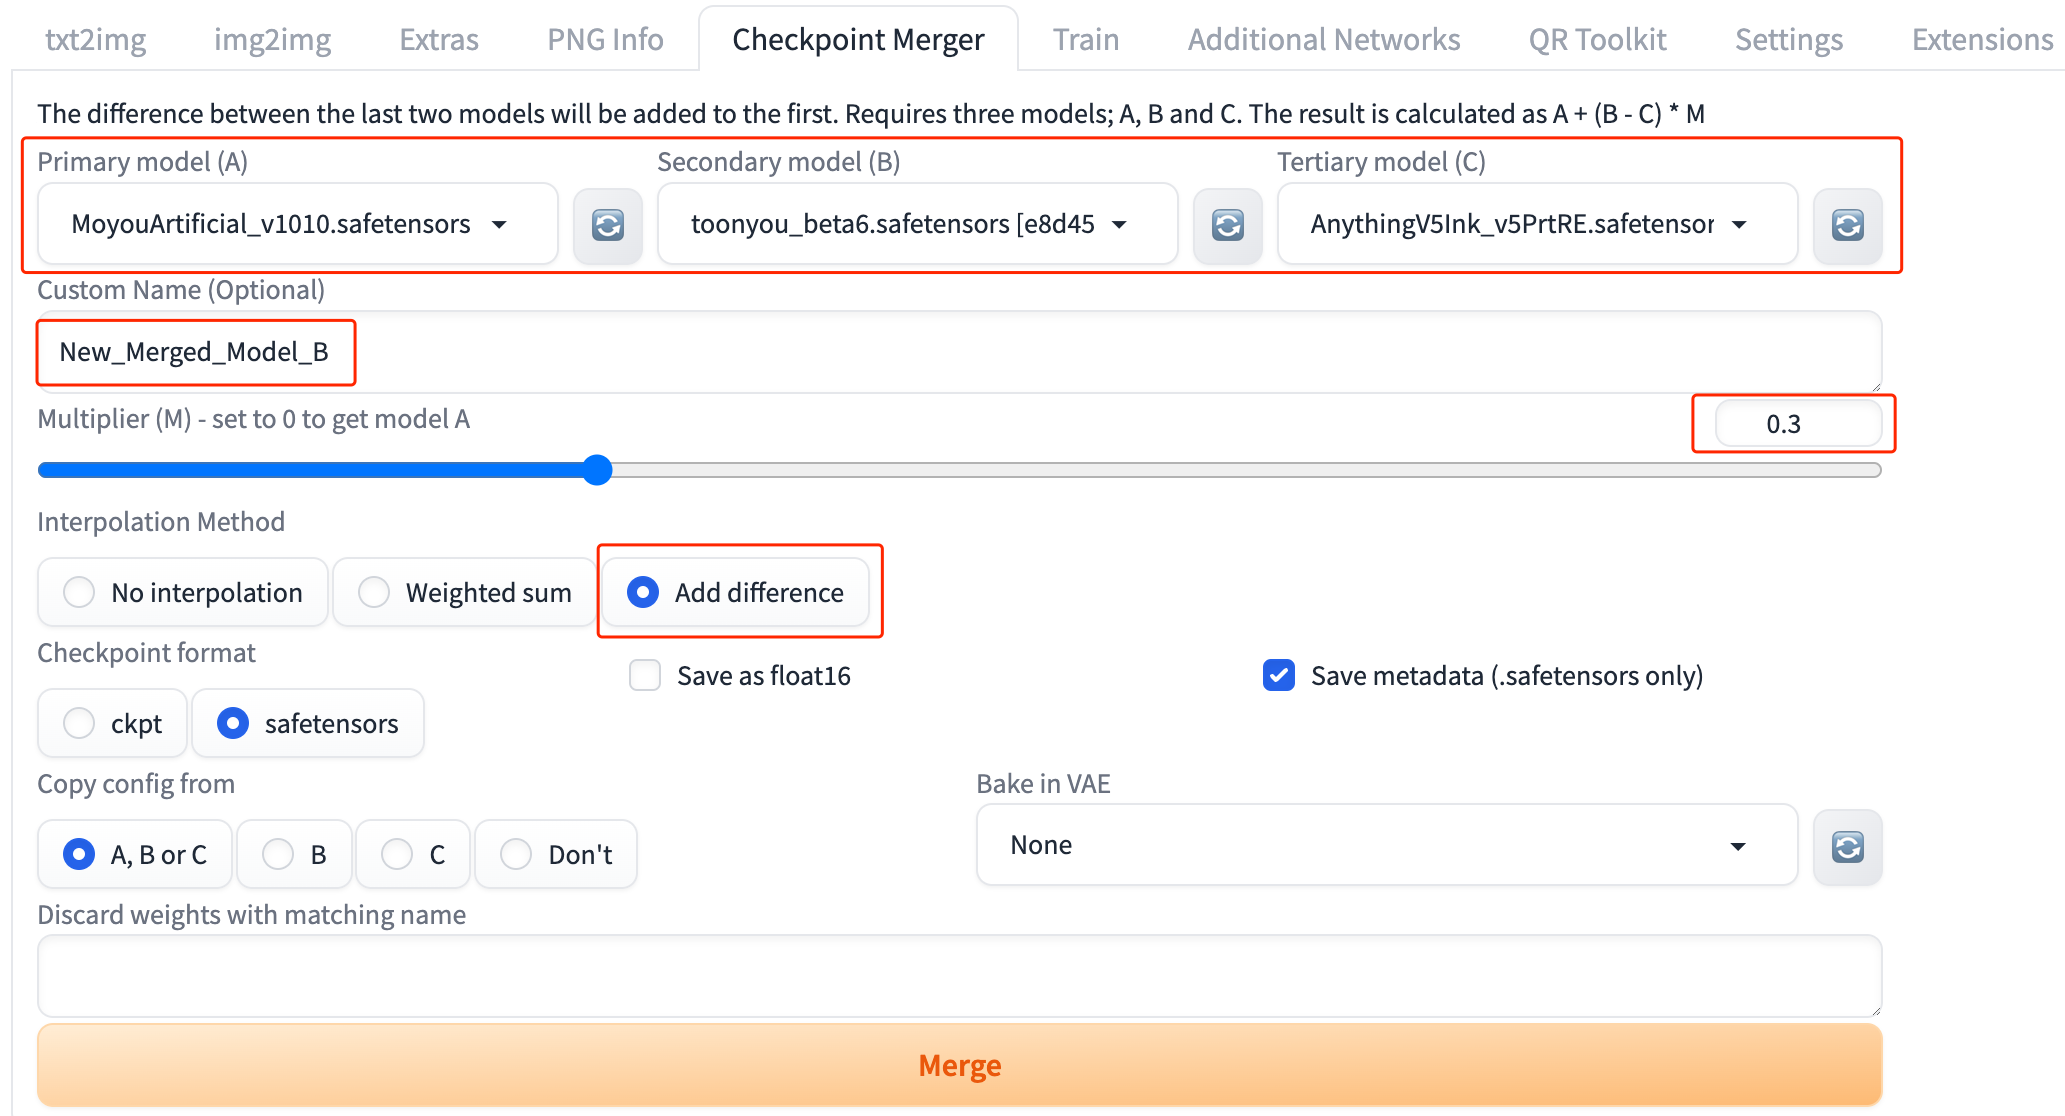 txt2img img2img Extras PNG Info Checkpoint Merger Train Additional Networks QR Toolkit Settings Extensions
The difference between the last two models will be added to the first. Requires three models; A, B and C. The result is calculated as A + (B - C) * M
Primary model (A) Secondary model (B) Tertiary model (C)
MoyouArtificial_v1010.safetensors toonyou_beta6.safetensors [e8d45 AnythingV5Ink_v5PrtRE.safetensor
Custom Name (Optional)
New_Merged_Model_B
Multiplier (M) - set to 0 to get model A 0.3
Interpolation Method
No interpolation Weighted sum Add difference
Checkpoint format
Save as float16 Save metadata (.safetensors only)
ckpt safetensors
Copy config from Bake in VAE
A, B or C B C Don't None
Discard weights with matching name
Merge